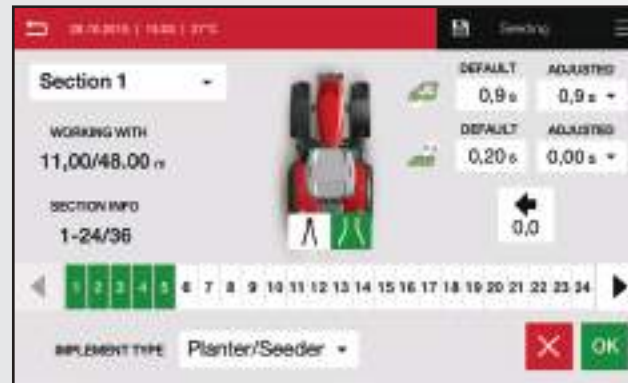 Seeding
Section 1
DEFAULT ADJUSTED
0,9 s 0,9 s
WORKING WITH
11,00/48.00 m
DEFAULT ADJUSTED
0,20 s 0,00 s
SECTION INFO
1-24/36
0,0
1 2 3 4 5 6 7 8 9 10 11 12 13 14 15 16 17 18 19 20 21 22 23 24
IMPLEMENT TYPE Planter/Seeder
OK